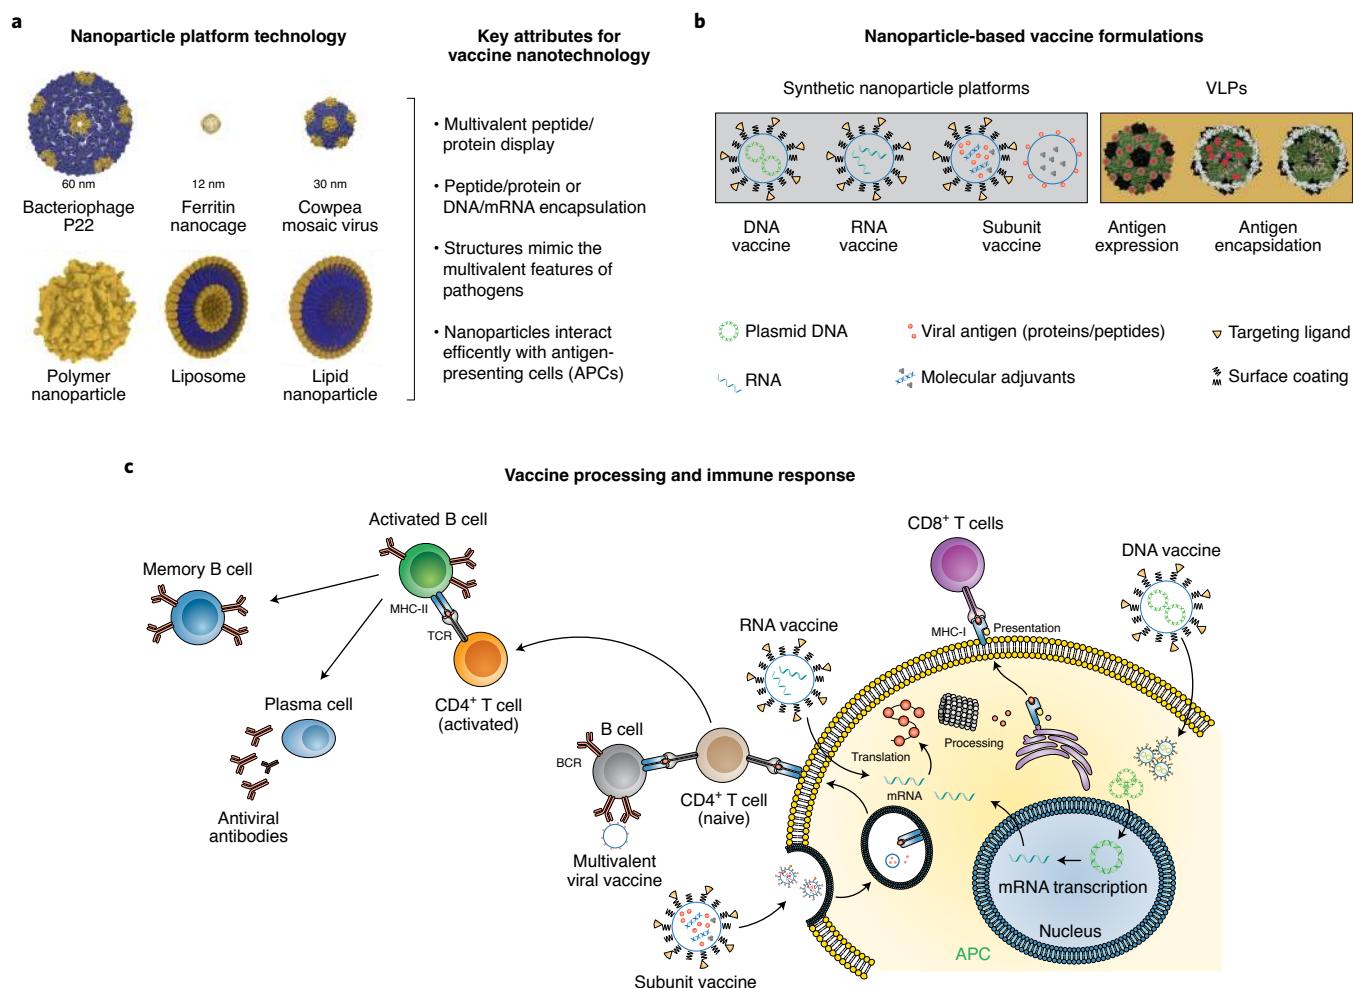 a
Nanoparticle platform technology
60 nm
12 nm
30 nm
Bacteriophage
P22
Ferritin
nanocage
Cowpea
mosaic virus
Polymer
nanoparticle
Liposome
Lipid
nanoparticle
Key attributes for
vaccine nanotechnology
• Multivalent peptide/
protein display
• Peptide/protein or
DNA/mRNA encapsulation
• Structures mimic the
multivalent features of
pathogens
• Nanoparticles interact
efficently with antigen-
presenting cells (APCs)
b
Nanoparticle-based vaccine formulations
Synthetic nanoparticle platforms
VLPs
DNA
vaccine
RNA
vaccine
Subunit
vaccine
Antigen
expression
Antigen
encapsidation
Plasmid DNA
Viral antigen (proteins/peptides)
Targeting ligand
RNA
Molecular adjuvants
Surface coating
c
Vaccine processing and immune response
Activated B cell
Memory B cell
MHC-II
TCR
CD4⁺ T cell
(activated)
Plasma cell
Antiviral
antibodies
B cell
BCR
CD4⁺ T cell
(naive)
Multivalent
viral vaccine
Subunit vaccine
RNA vaccine
CD8⁺ T cells
MHC-I
Presentation
DNA vaccine
Translation
Processing
mRNA
mRNA transcription
Nucleus
APC